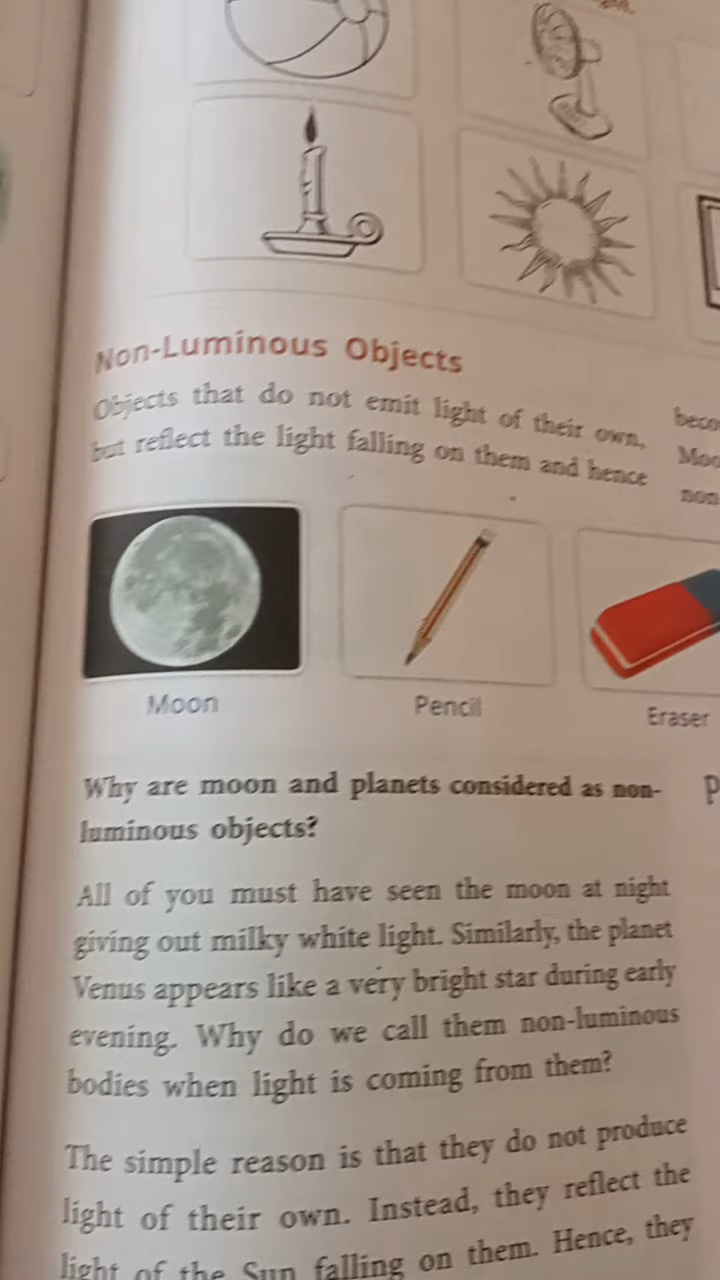 Non-Luminous Objects
Objects that do not emit light of their own,
but reflect the light falling on them and hence
Moon
Pencil
Eraser
Why are moon and planets considered as non-
luminous objects?
All of you must have seen the moon at night
giving out milky white light. Similarly, the planet
Venus appears like a very bright star during early
evening. Why do we call them non-luminous
bodies when light is coming from them?
The simple reason is that they do not produce
light of their own. Instead, they reflect the
light of the Sun falling on them. Hence, they
beco
Moo
non
P